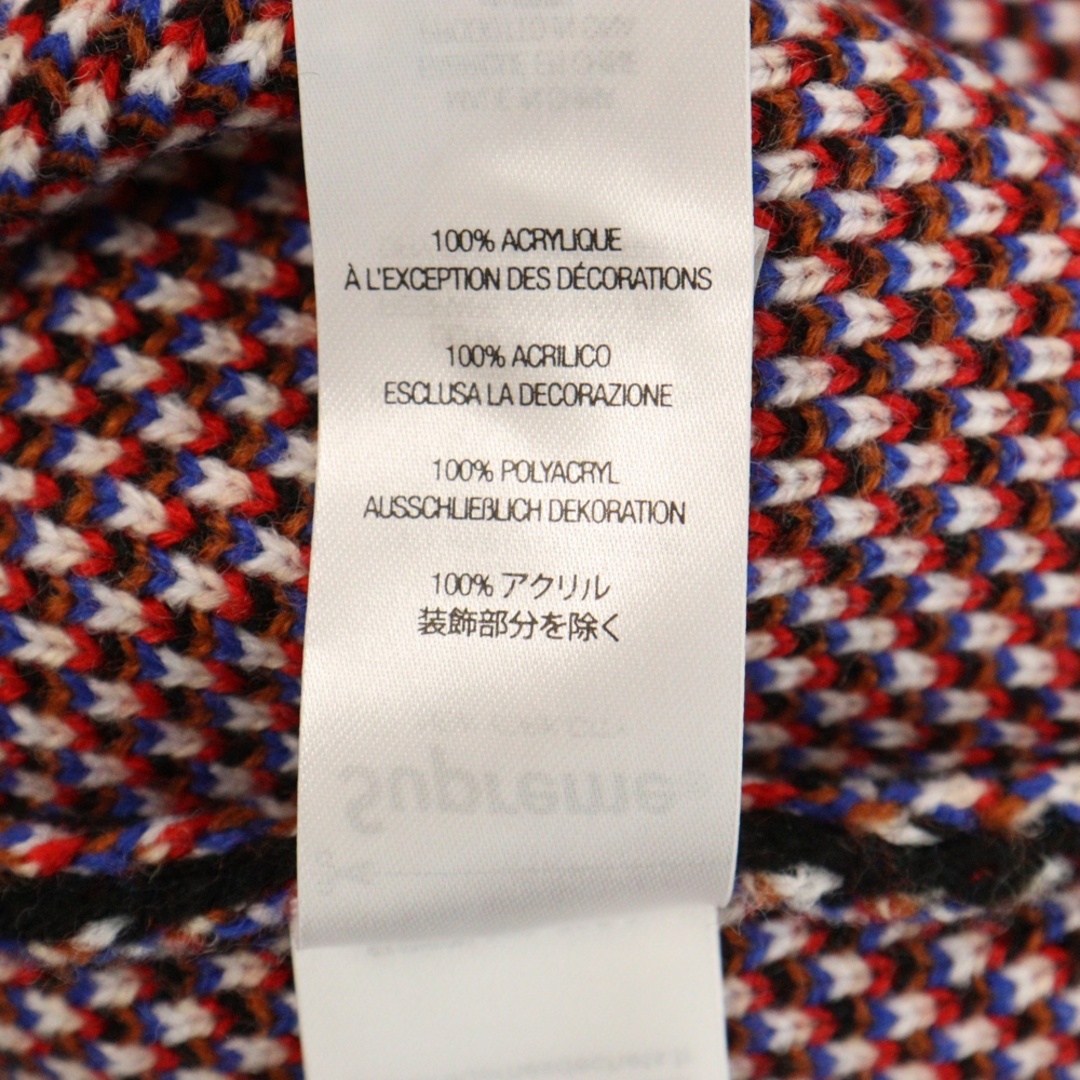 100% ACRYLIQUE
À L'EXCEPTION DES DÉCORATIONS
100% ACRILICO
ESCLUSA LA DECORAZIONE
100% POLYACRYL
AUSSCHLIEßLICH DEKORATION
100% アクリル
装飾部分を除く
Supreme